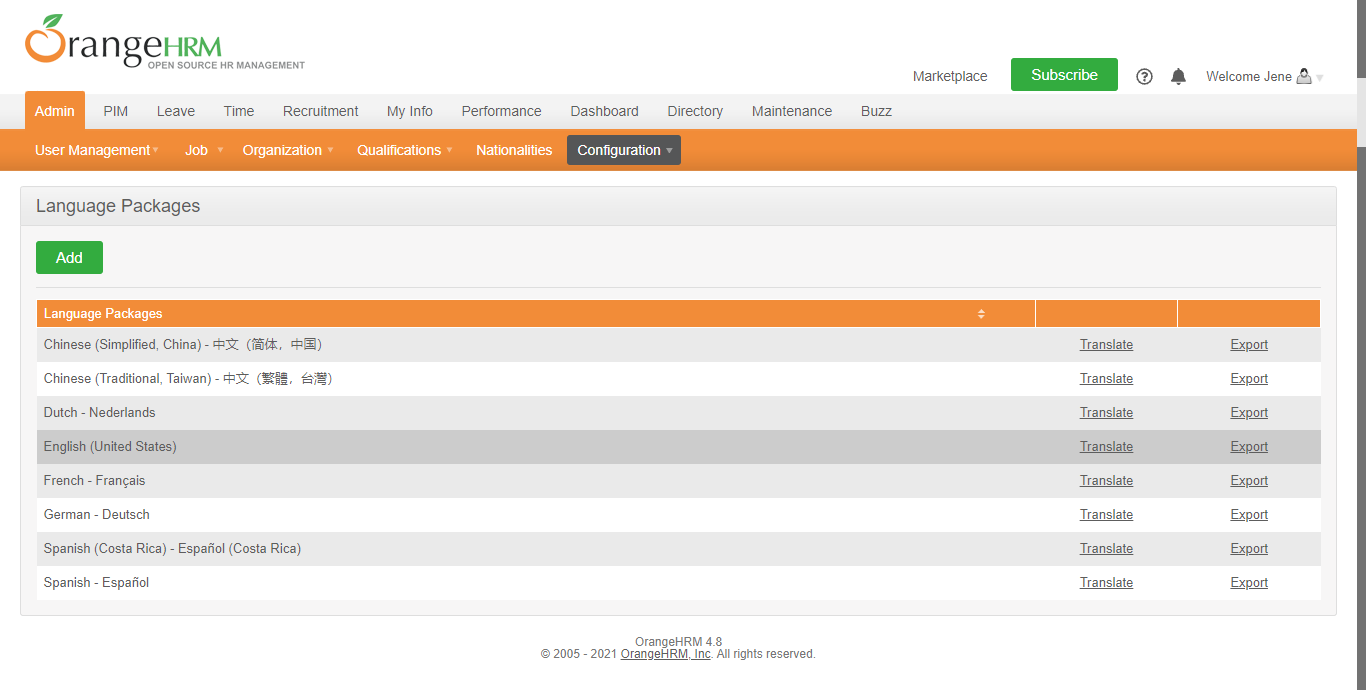 OrangeHRM
OPEN SOURCE HR MANAGEMENT
Marketplace Subscribe Welcome Jene
Admin PIM Leave Time Recruitment My Info Performance Dashboard Directory Maintenance Buzz
User Management Job Organization Qualifications Nationalities Configuration
Language Packages
Add
Language Packages
Chinese (Simplified, China) - 中文（简体，中国） Translate Export
Chinese (Traditional, Taiwan) - 中文（繁體，台灣） Translate Export
Dutch - Nederlands Translate Export
English (United States) Translate Export
French - Français Translate Export
German - Deutsch Translate Export
Spanish (Costa Rica) - Español (Costa Rica) Translate Export
Spanish - Español Translate Export
OrangeHRM 4.8
© 2005 - 2021 OrangeHRM, Inc. All rights reserved.